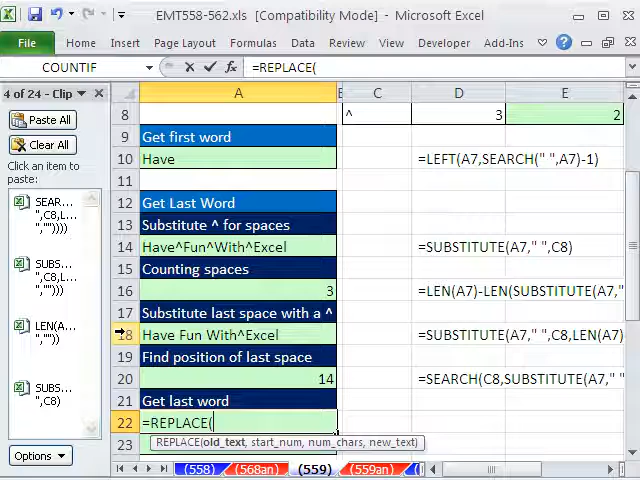 EMT558-562.xls [Compatibility Mode] - Microsoft Excel
File Home Insert Layout Formulas Data Review View Developer Add-Ins
COUNTIF =REPLACE(
4 of 24 - Clip
Paste All
Clear All
Click an item to
paste:
SEAR...
",C8,L...
",""))))
SUBS...
",C8,L...
",""))) 
LEN(A...
",""))
SUBS...
",C8)
Options
A C D E
8 ^ 3 2
9 Get first word
10 Have =LEFT(A7,SEARCH(" ",A7)-1)
11
12 Get Last Word
13 Substitute ^ for spaces
14 Have^Fun^With^Excel =SUBSTITUTE(A7," ",C8)
15 Counting spaces
16 3 =LEN(A7)-LEN(SUBSTITUTE(A7,"
17 Substitute last space with a ^
18 Have Fun With^Excel =SUBSTITUTE(A7," ",C8,LEN(A7)
19 Find position of last space
20 14 =SEARCH(C8,SUBSTITUTE(A7," "
21 Get last word
22 =REPLACE(
REPLACE(old_text, start_num, num_chars, new_text)
23
(558) (568an) (559) (559an)